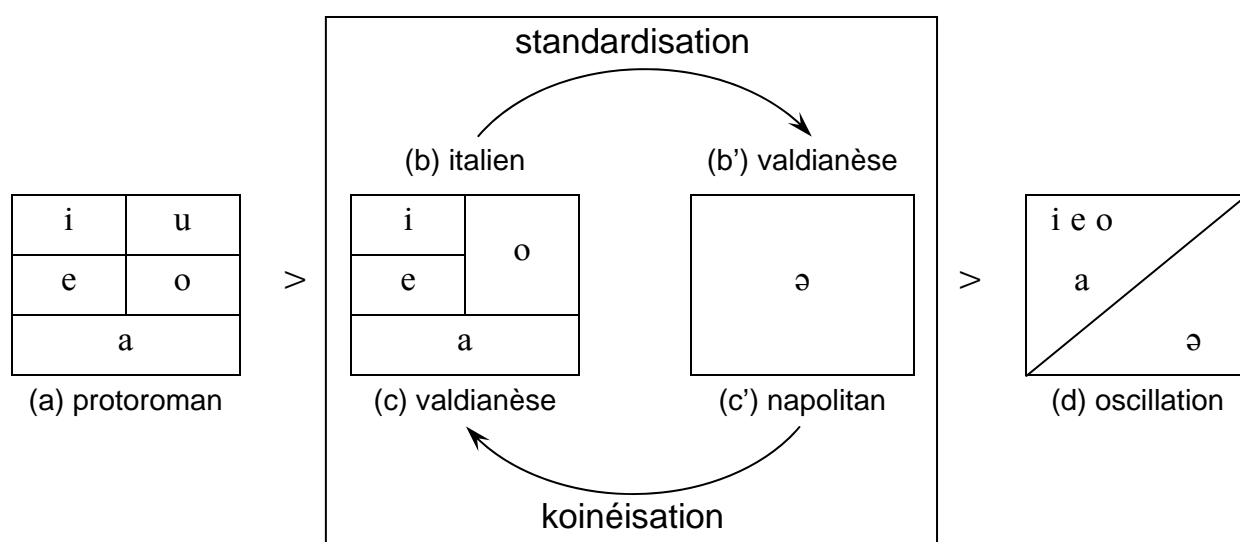 standardisation
(b) italien (b’) valdianèse
i u i o ə i e o
e o > e > a
a a ə
(a) protoroman (c) valdianèse (c’) napolitan (d) oscillation
koinéisation